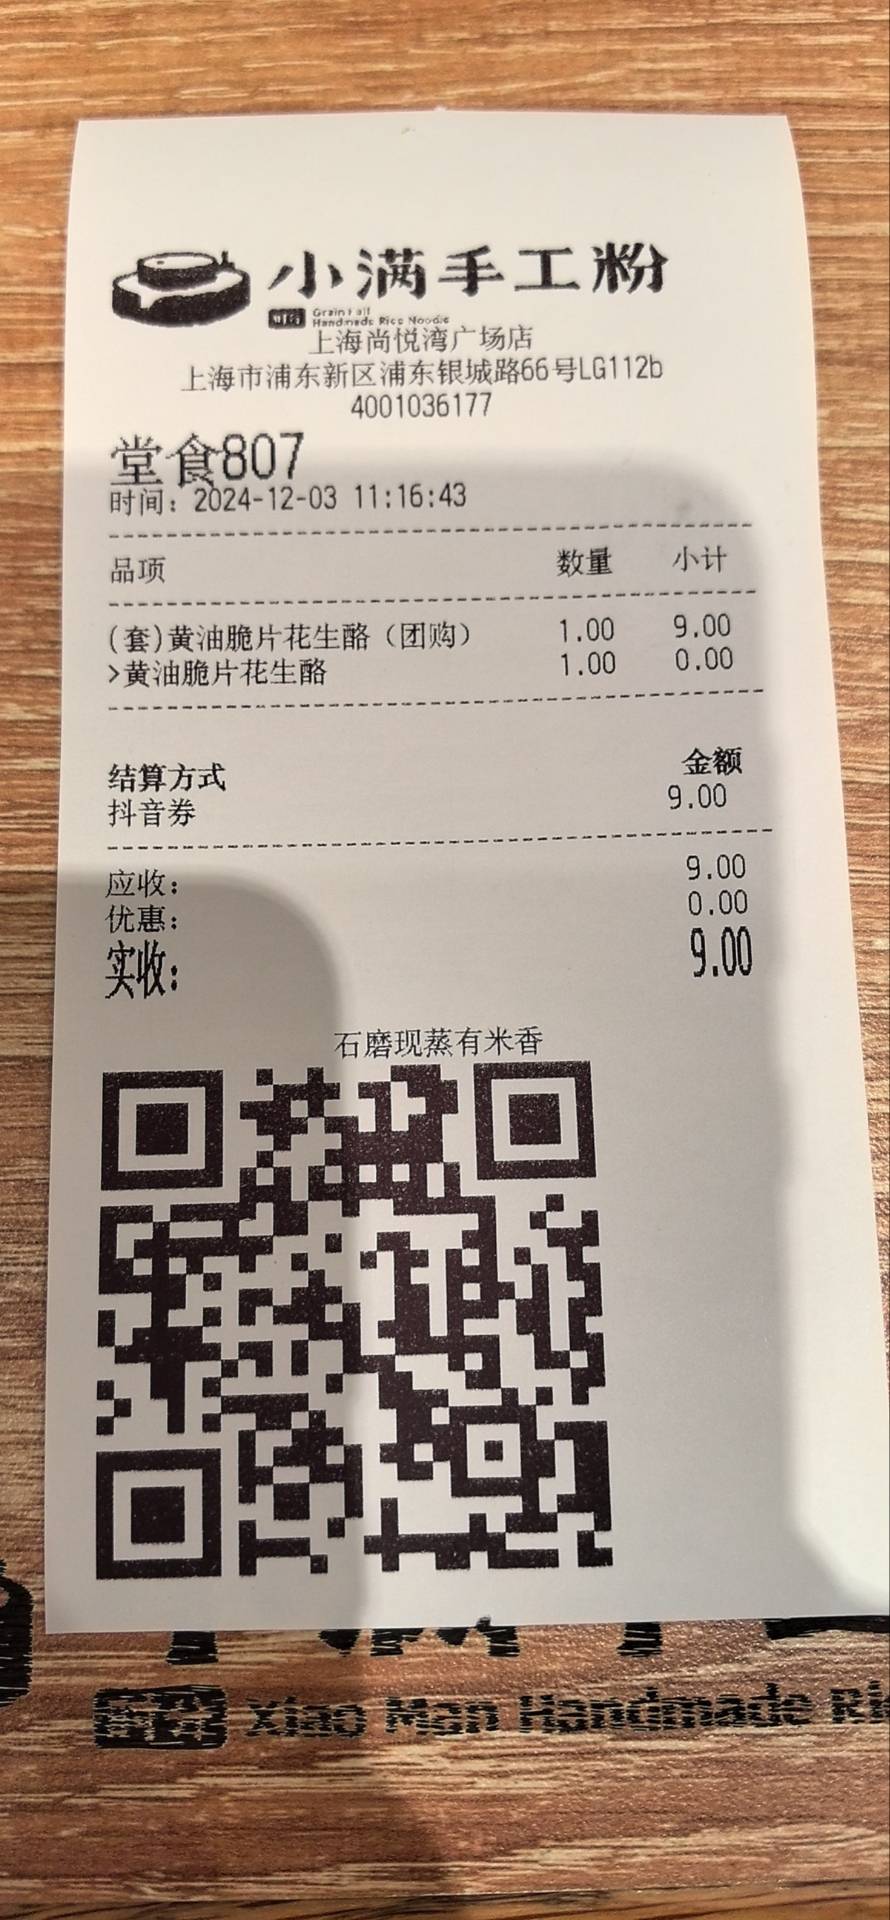 小满手工粉
Grain Full
Handmade Rice Noodle
上海尚悦湾广场店
上海市浦东新区浦东银城路66号LG112b
4001036177
堂食807
时间：2024-12-03 11:16:43
品项 数量 小计
(套)黄油脆片花生酪（团购） 1.00 9.00
>黄油脆片花生酪 1.00 0.00
结算方式 金额
抖音券 9.00
应收： 9.00
优惠： 0.00
实收： 9.00
石磨现蒸有米香
Xiao Man Handmade Ri